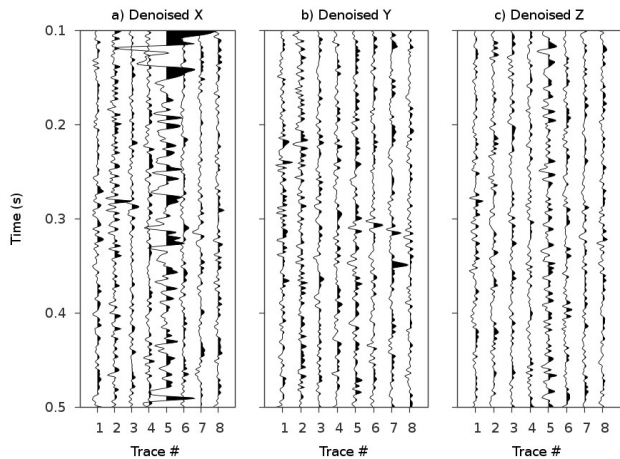 a) Denoised X
b) Denoised Y
c) Denoised Z
Time (s)
0.1
0.2
0.3
0.4
0.5
1 2 3 4 5 6 7 8
1 2 3 4 5 6 7 8
1 2 3 4 5 6 7 8
Trace #
Trace #
Trace #